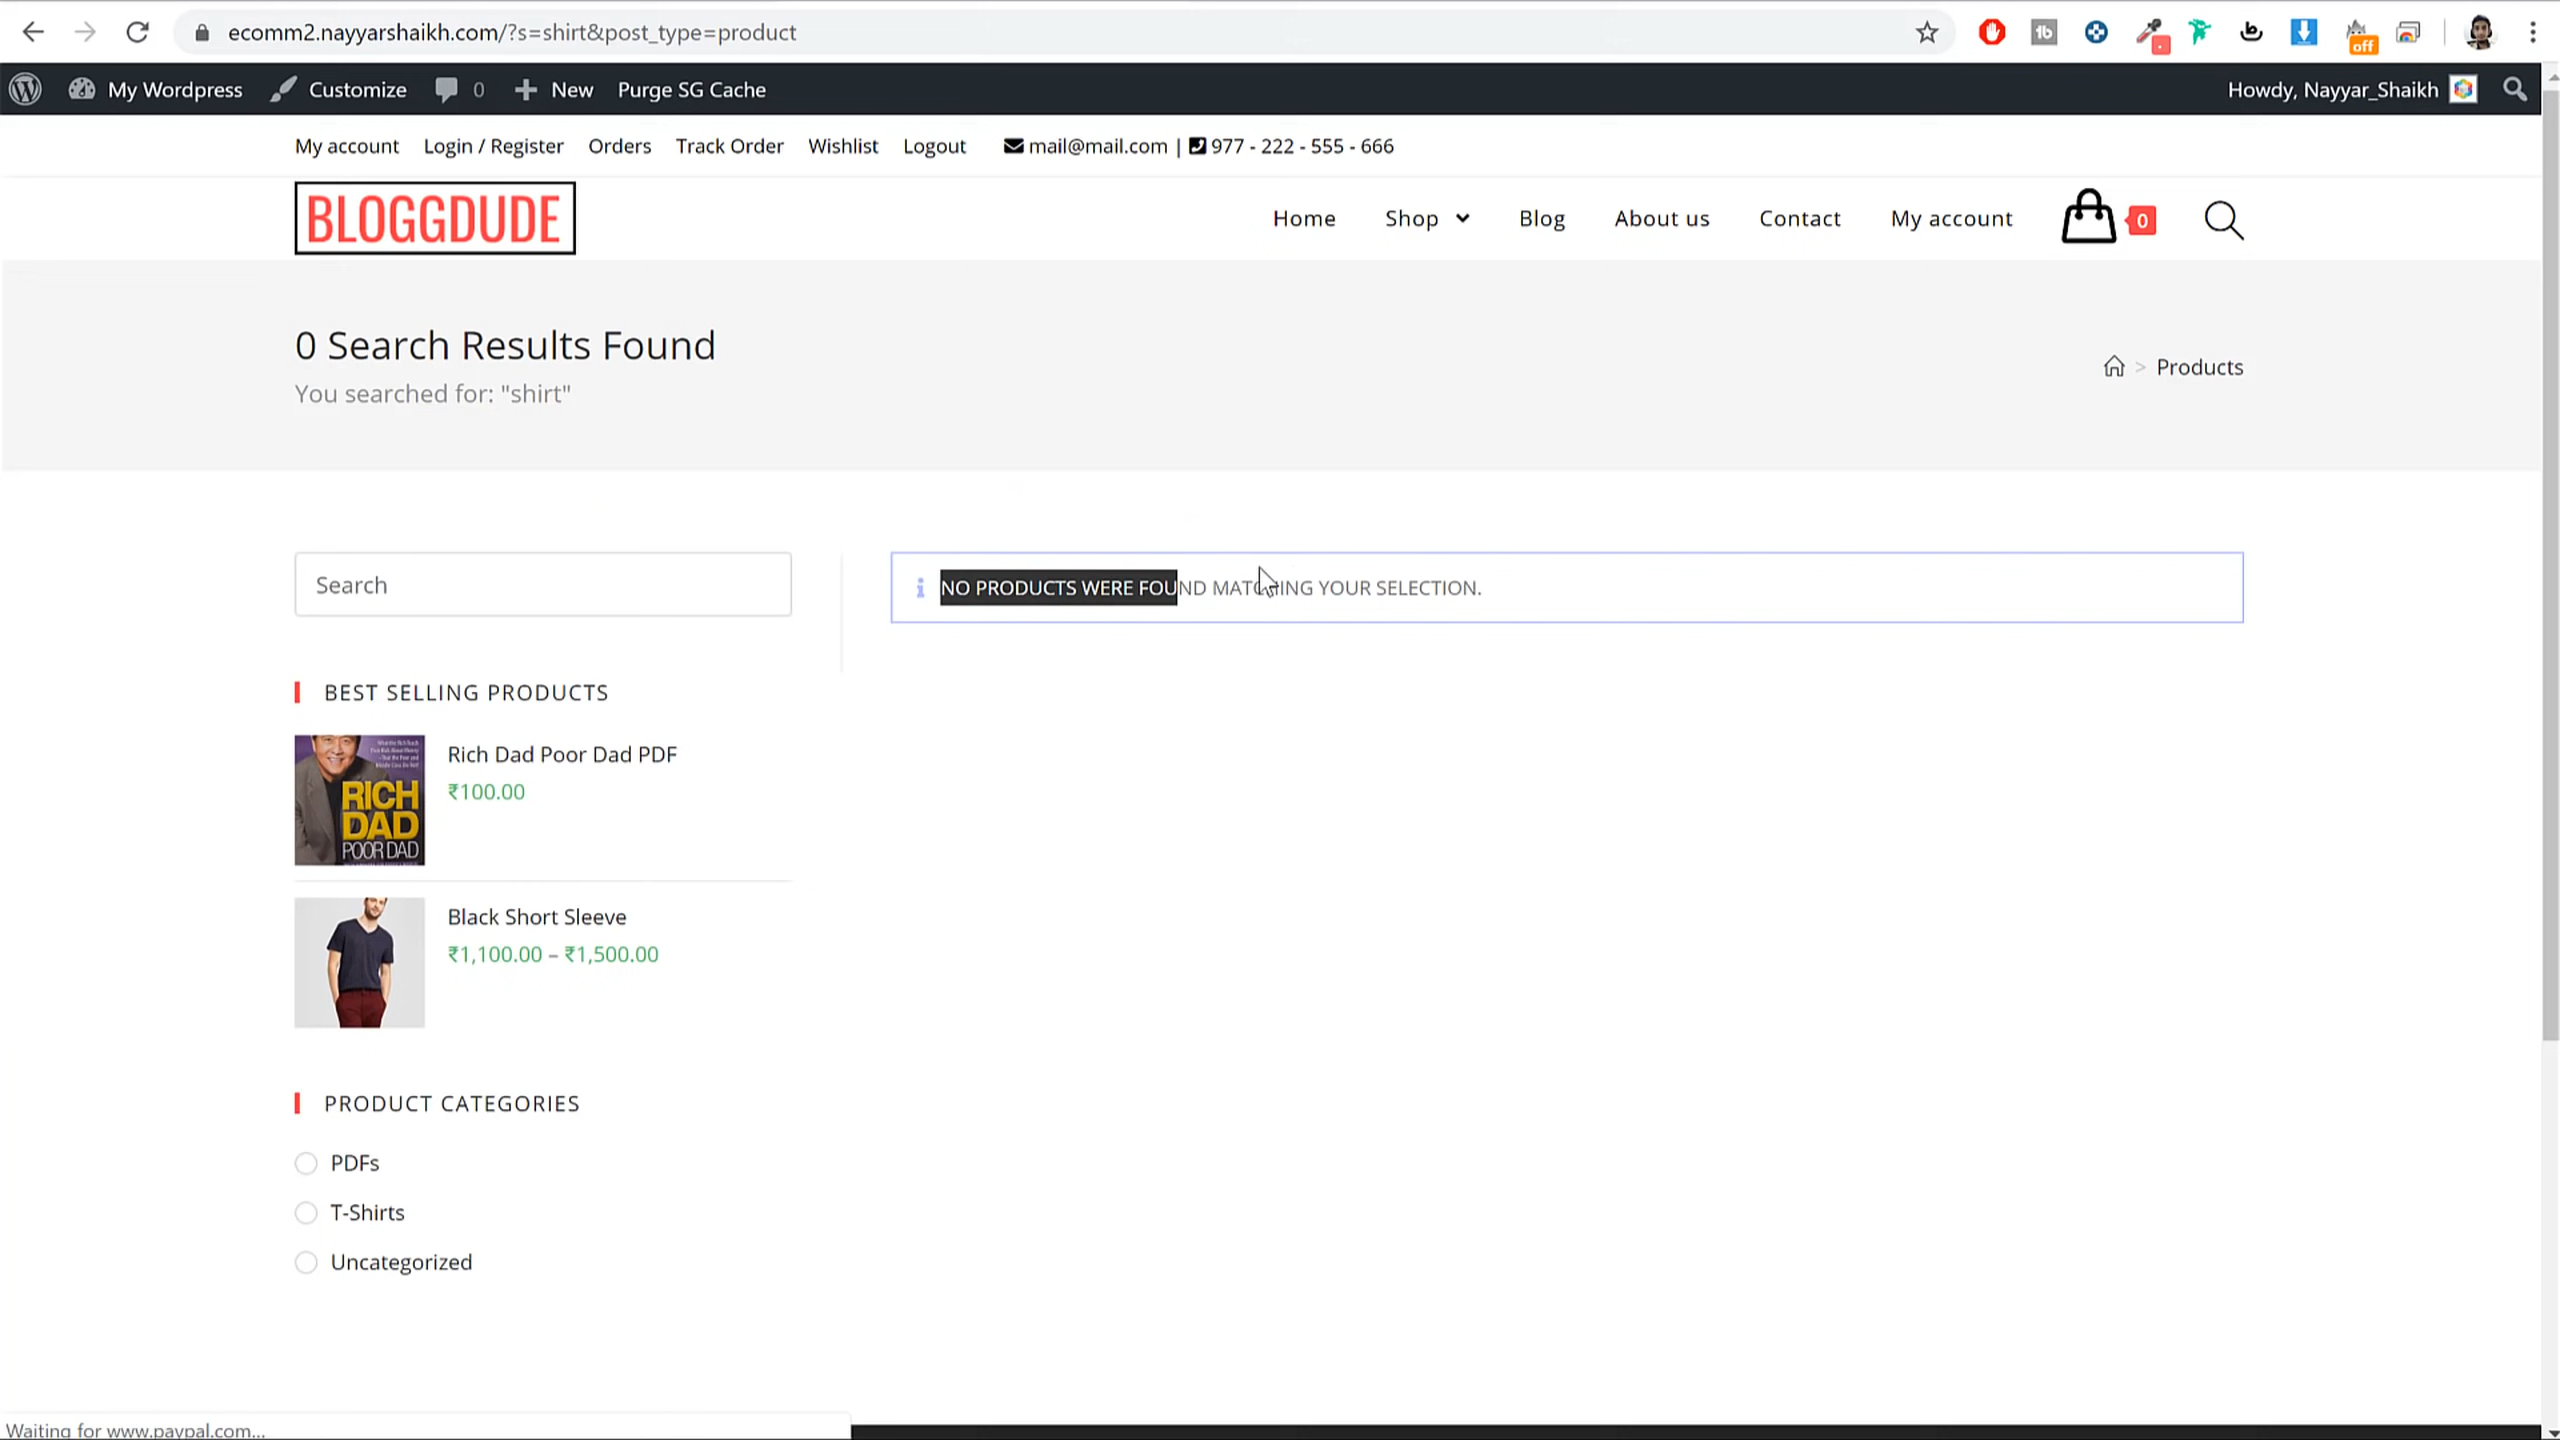 ecomm2.nayyarshaikh.com/?s=shirt&post_type=product
off
My Wordpress Customize 0 New Purge SG Cache Howdy, Nayyar_Shaikh
My account Login / Register Orders Track Order Wishlist Logout mail@mail.com | 977 - 222 - 555 - 666
BLOGGDUDE
Home Shop Blog About us Contact My account 0
0 Search Results Found
You searched for: "shirt"
> Products
Search
NO PRODUCTS WERE FOUND MATCHING YOUR SELECTION.
BEST SELLING PRODUCTS
RICH
DAD
POOR DAD
Rich Dad Poor Dad PDF
₹100.00
Black Short Sleeve
₹1,100.00 – ₹1,500.00
PRODUCT CATEGORIES
PDFs
T-Shirts
Uncategorized
Waiting for www.paypal.com...